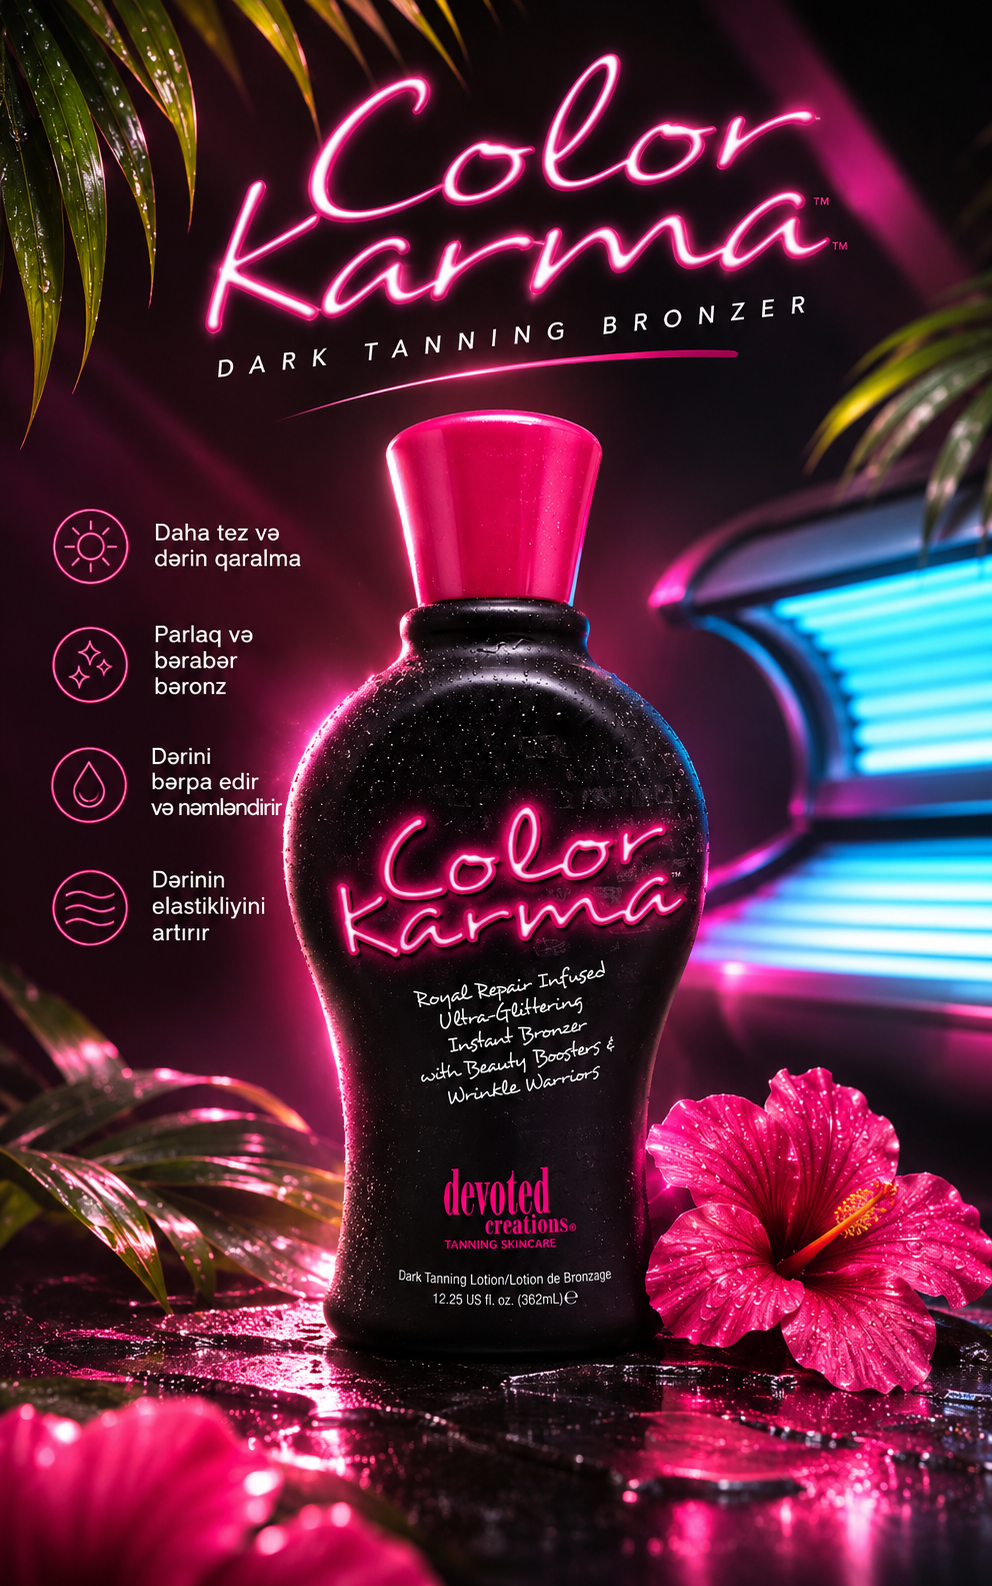 Color
Karma™
™
DARK TANNING BRONZER
Daha tez və
dərin qaralma
Parlaq və
bərabər
bəronz
Dərini
bərpa edir
və nəmləndirir
Dərinin
elastikliyini
artırır
Color
Karma™
Royal Repair Infused
Ultra-Glittering
Instant Bronzer
with Beauty Boosters &
Wrinkle Warriors
devoted
creations®
TANNING SKINCARE
Dark Tanning Lotion/Lotion de Bronzage
12.25 US fl. oz. (362mL)℮